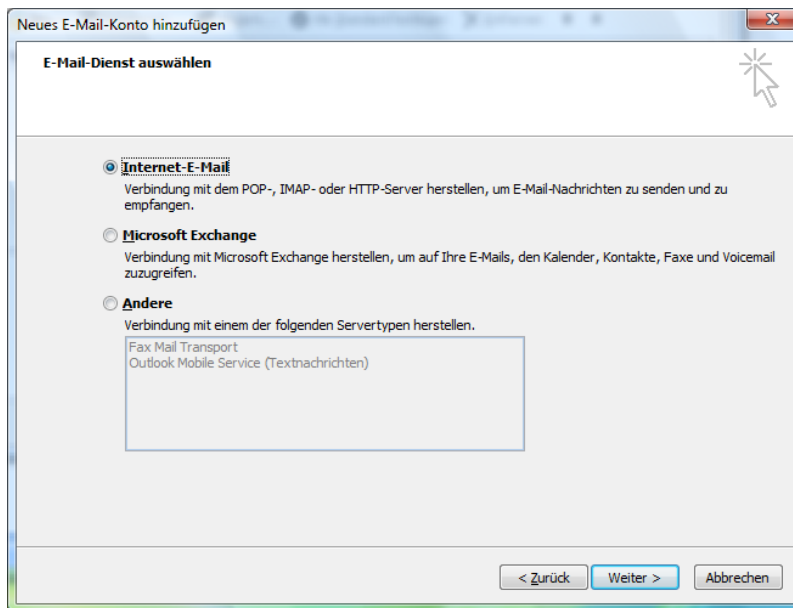 Neues E-Mail-Konto hinzufügen
E-Mail-Dienst auswählen
Internet-E-Mail
Verbindung mit dem POP-, IMAP- oder HTTP-Server herstellen, um E-Mail-Nachrichten zu senden und zu
empfangen.
Microsoft Exchange
Verbindung mit Microsoft Exchange herstellen, um auf Ihre E-Mails, den Kalender, Kontakte, Faxe und Voicemail
zuzugreifen.
Andere
Verbindung mit einem der folgenden Servertypen herstellen.
Fax Mail Transport
Outlook Mobile Service (Textnachrichten)
< Zurück Weiter > Abbrechen